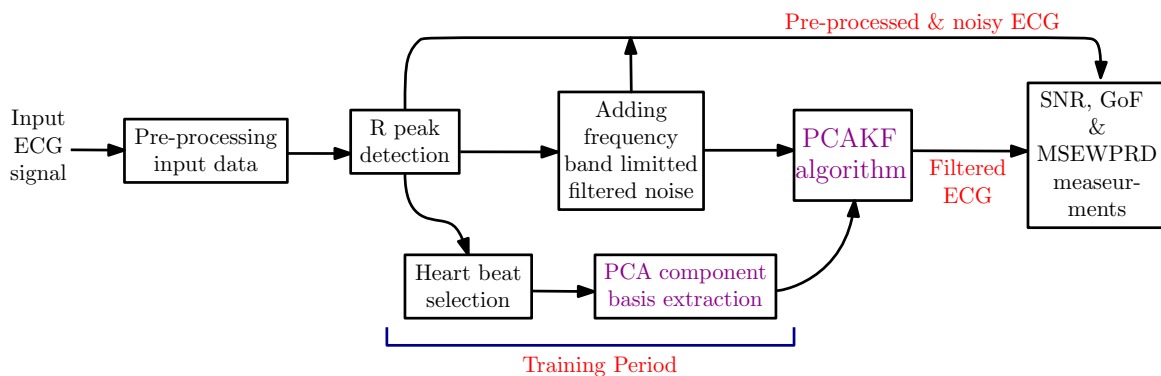 Pre-processed & noisy ECG
Input
ECG
signal
Pre-processing
input data
R peak
detection
Adding
frequency
band limitted
filtered noise
PCAKF
algorithm
Filtered
ECG
SNR, GoF
&
MSEWPRD
measeur-
ments
Heart beat
selection
PCA component
basis extraction
Training Period